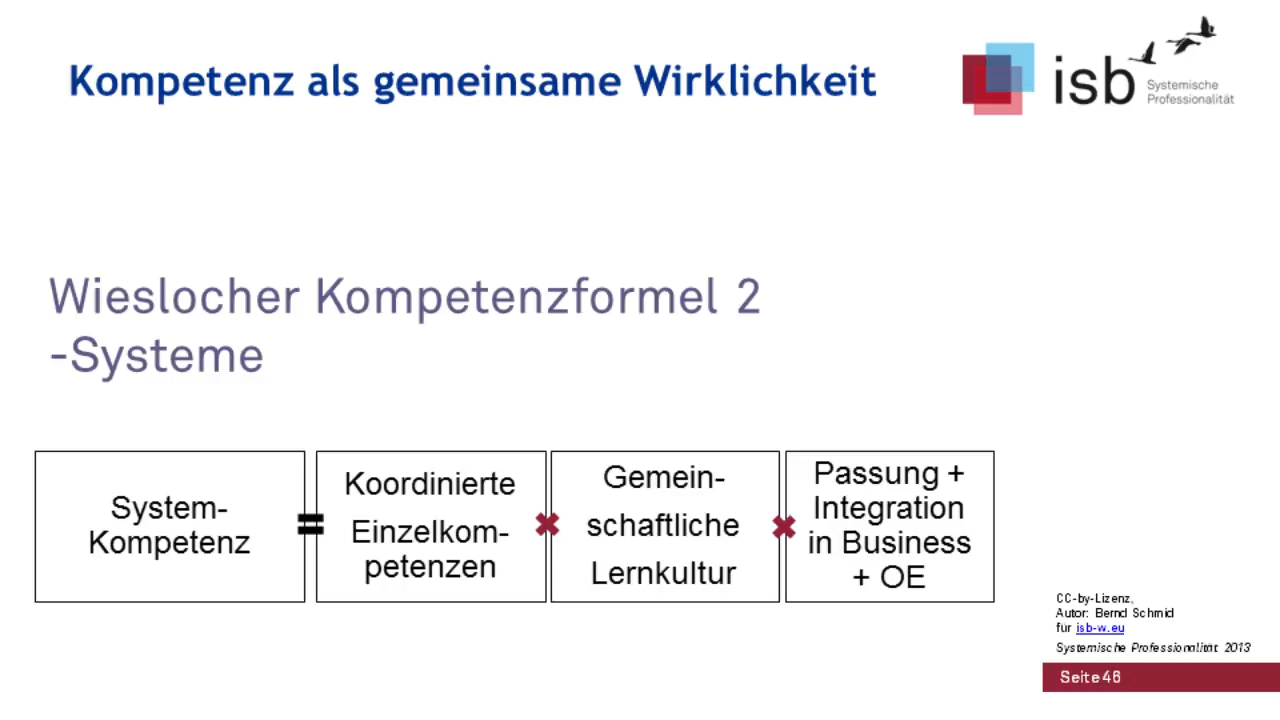 Kompetenz als gemeinsame Wirklichkeit
isb
Systemische
Professionalität
Wieslocher Kompetenzformel 2
-Systeme
System-
Kompetenz
=
Koordinierte
Einzelkom-
petenzen
×
Gemein-
schaftliche
Lernkultur
×
Passung +
Integration
in Business
+ OE
CC-by-Lizenz,
Autor: Bernd Schmid
für isb-w.eu
Systemische Professionalität 2013
Seite 46